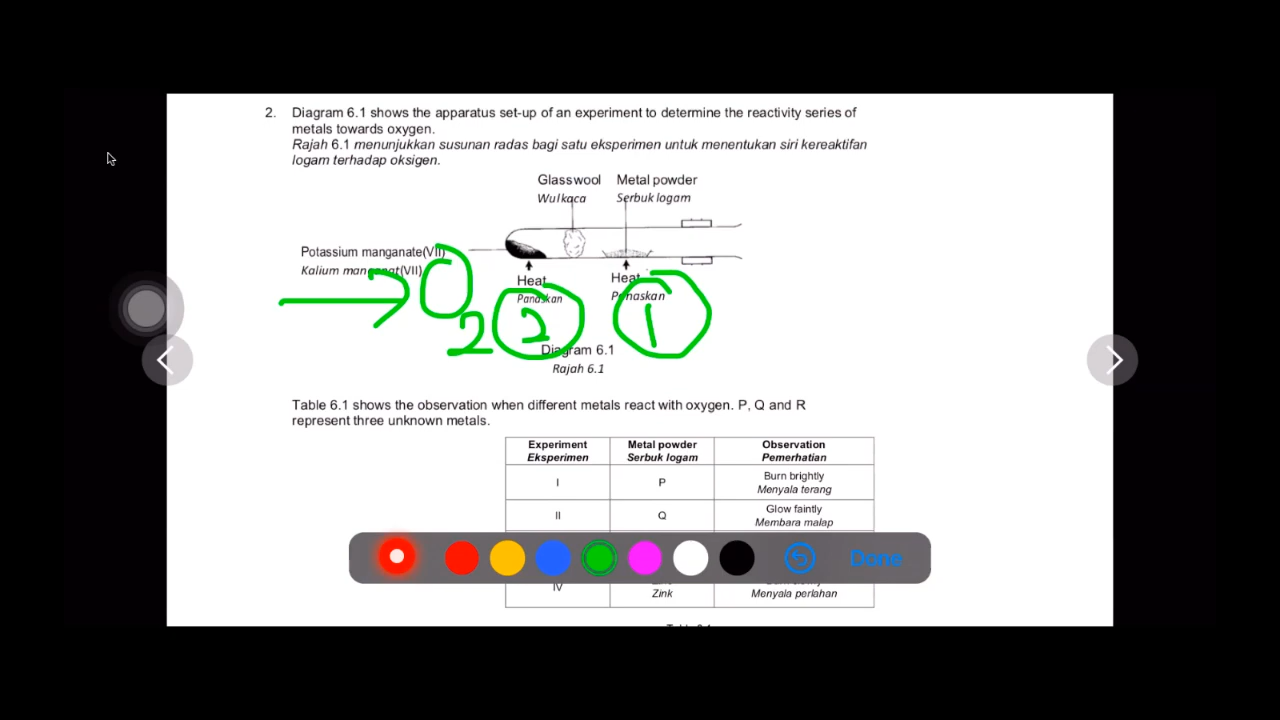 2. Diagram 6.1 shows the apparatus set-up of an experiment to determine the reactivity series of
metals towards oxygen.
Rajah 6.1 menunjukkan susunan radas bagi satu eksperimen untuk menentukan siri kereaktifan
logam terhadap oksigen.
Glasswool Metal powder
Wul kaca Serbuk logam
Potassium manganate(VII)
Kalium manganat(VII)
Heat Heat
Panaskan Panaskan
O2 2 1
Diagram 6.1
Rajah 6.1
Table 6.1 shows the observation when different metals react with oxygen. P, Q and R
represent three unknown metals.
Experiment Metal powder Observation
Eksperimen Serbuk logam Pemerhatian
I P Burn brightly
Menyala terang
II Q Glow faintly
Membara malap
Done
IV
Zink Menyala perlahan